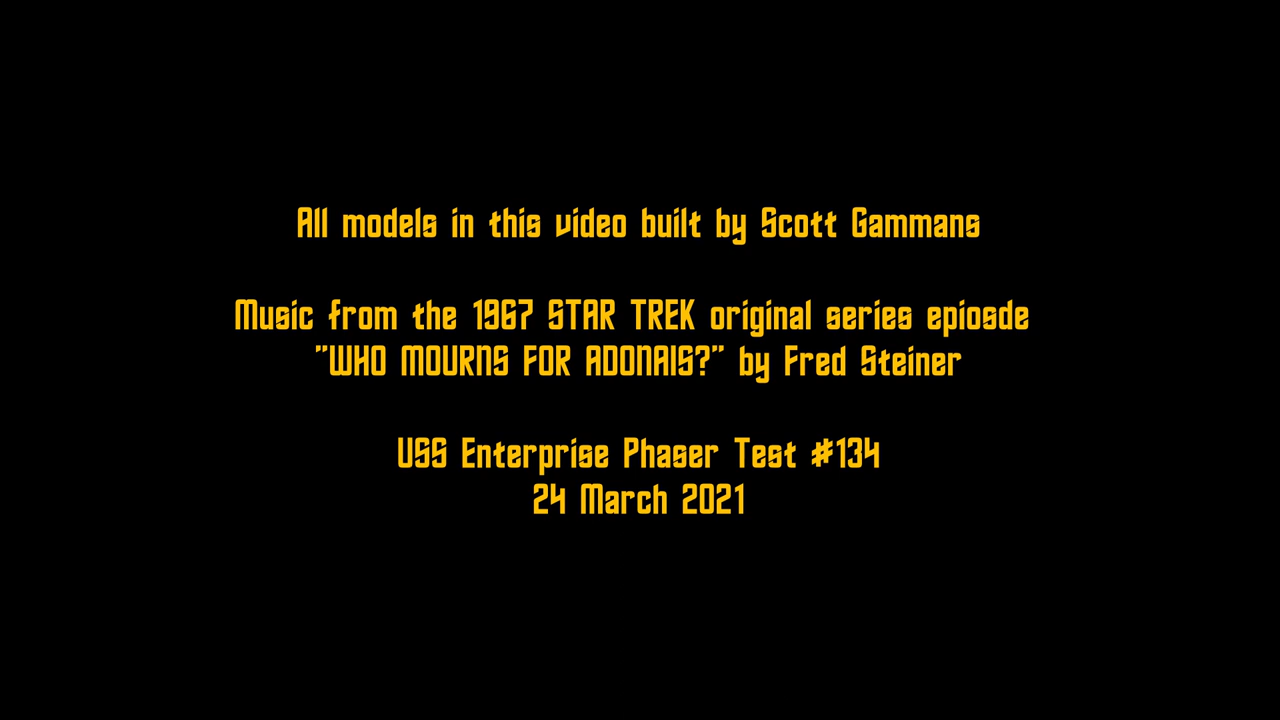 All models in this video built by Scott Gammans
Music from the 1967 STAR TREK original series epiosde
"WHO MOURNS FOR ADONAIS?" by Fred Steiner
USS Enterprise Phaser Test #134
24 March 2021